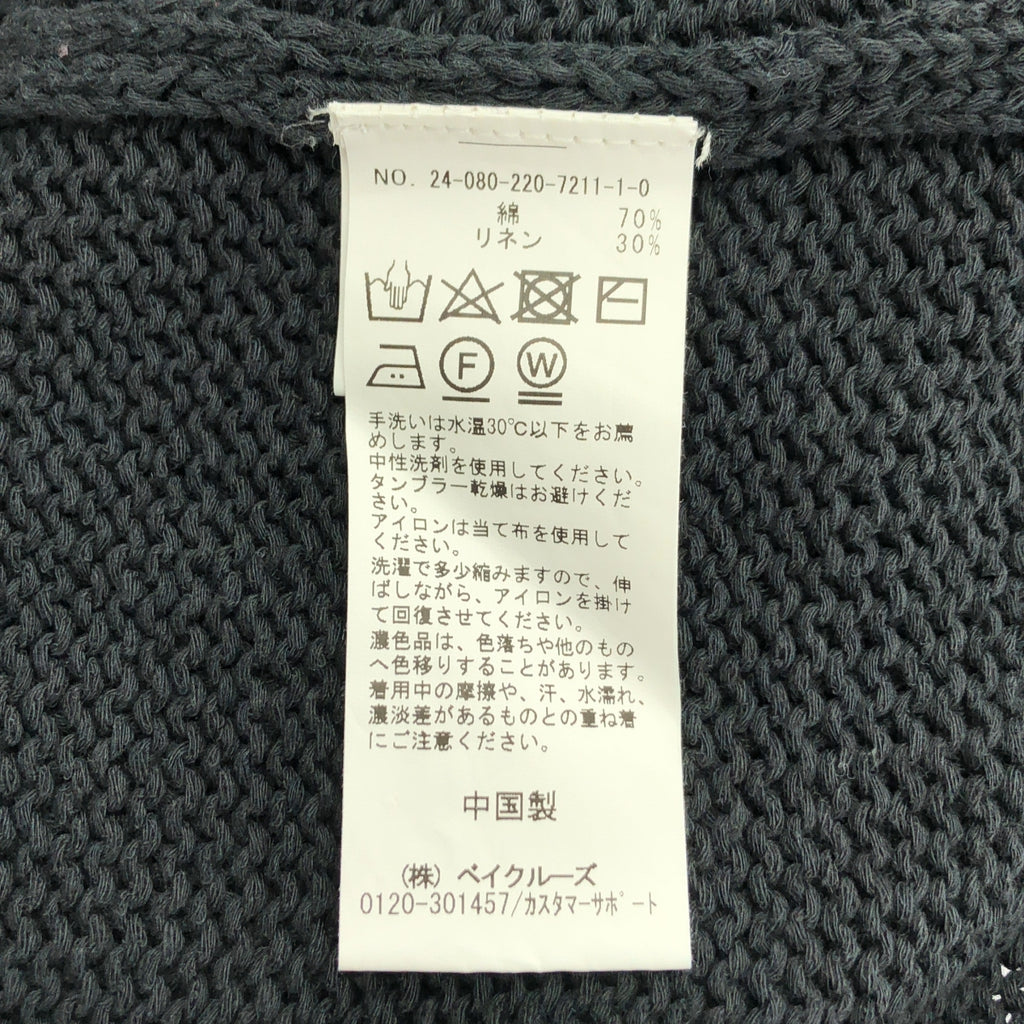 NO. 24-080-220-7211-1-0
綿 70%
リネン 30%
F W
手洗いは水温30℃以下をお薦
めします。
中性洗剤を使用してください。
タンブラー乾燥はお避けくだ
さい。
アイロンは当て布を使用して
ください。
洗濯で多少縮みますので、伸
ばしながら、アイロンを掛け
て回復させてください。
濃色品は、色落ちや他のもの
へ色移りすることがあります。
着用中の摩擦や、汗、水濡れ、
濃淡差があるものとの重ね着
にご注意ください。
中国製
(株) ベイクルーズ
0120-301457/カスタマーサポート